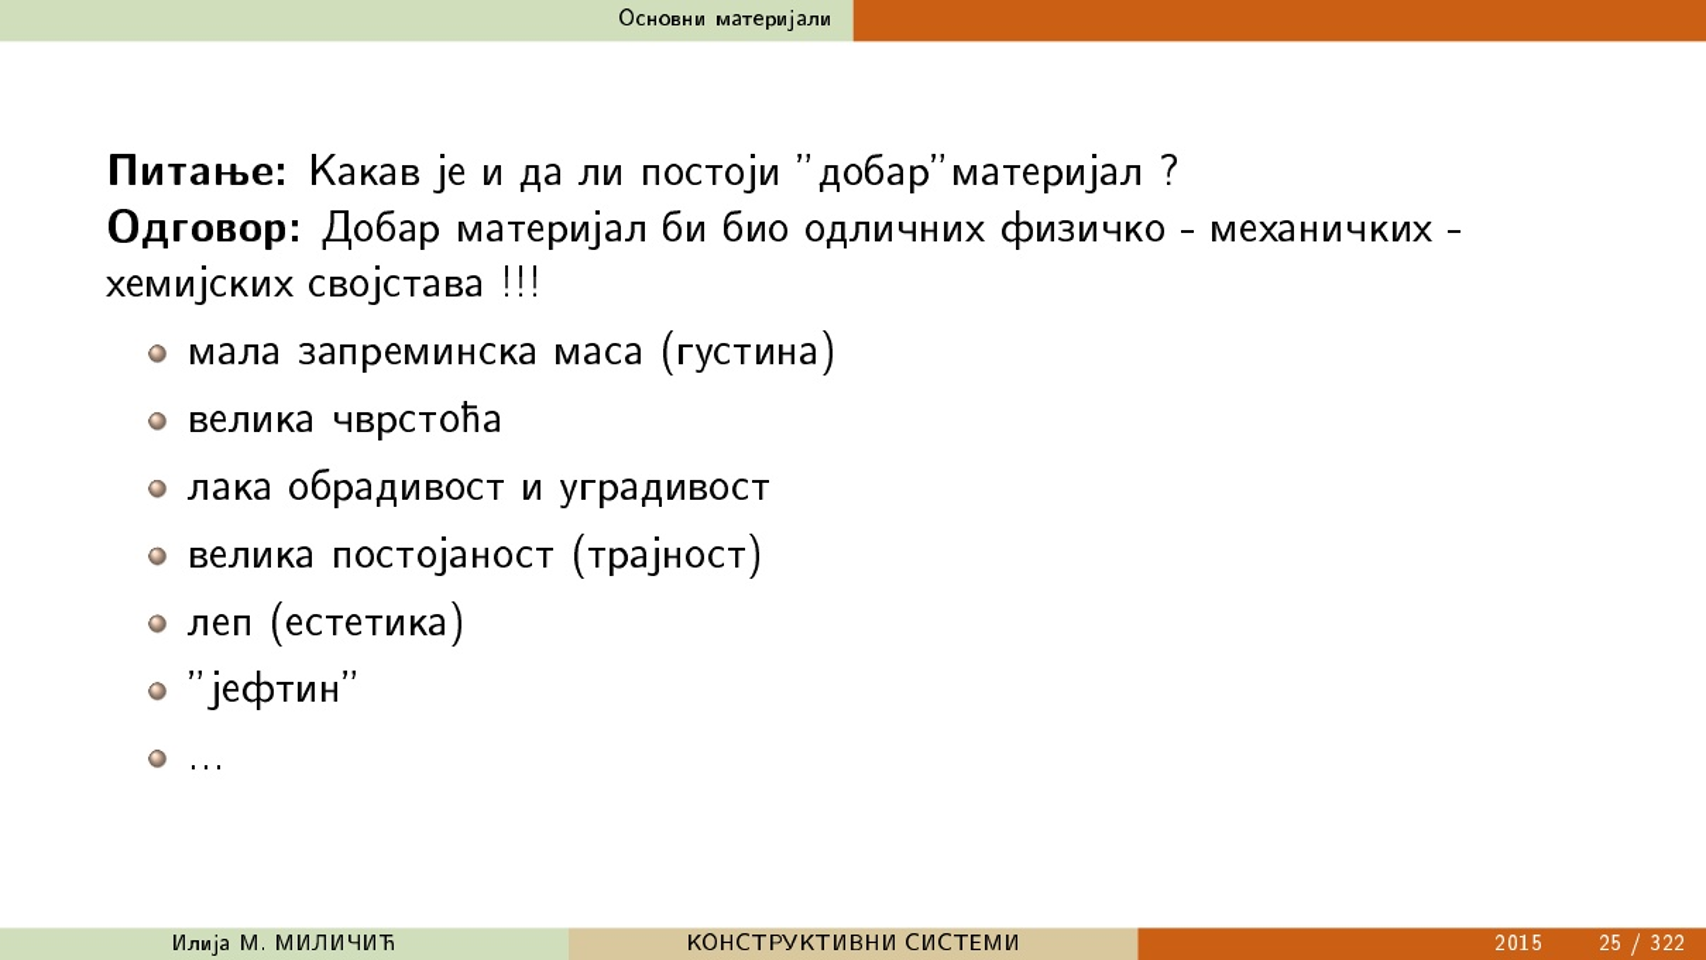 Основни материјали
Питање: Какав је и да ли постоји ”добар”материјал ?
Одговор: Добар материјал би био одличних физичко - механичких -
хемијских својстава !!!
мала запреминска маса (густина)
велика чврстоћа
лака обрадивост и уградивост
велика постојаност (трајност)
леп (естетика)
”јефтин”
...
Илија М. МИЛИЧИЋ КОНСТРУКТИВНИ СИСТЕМИ 2015 25 / 322